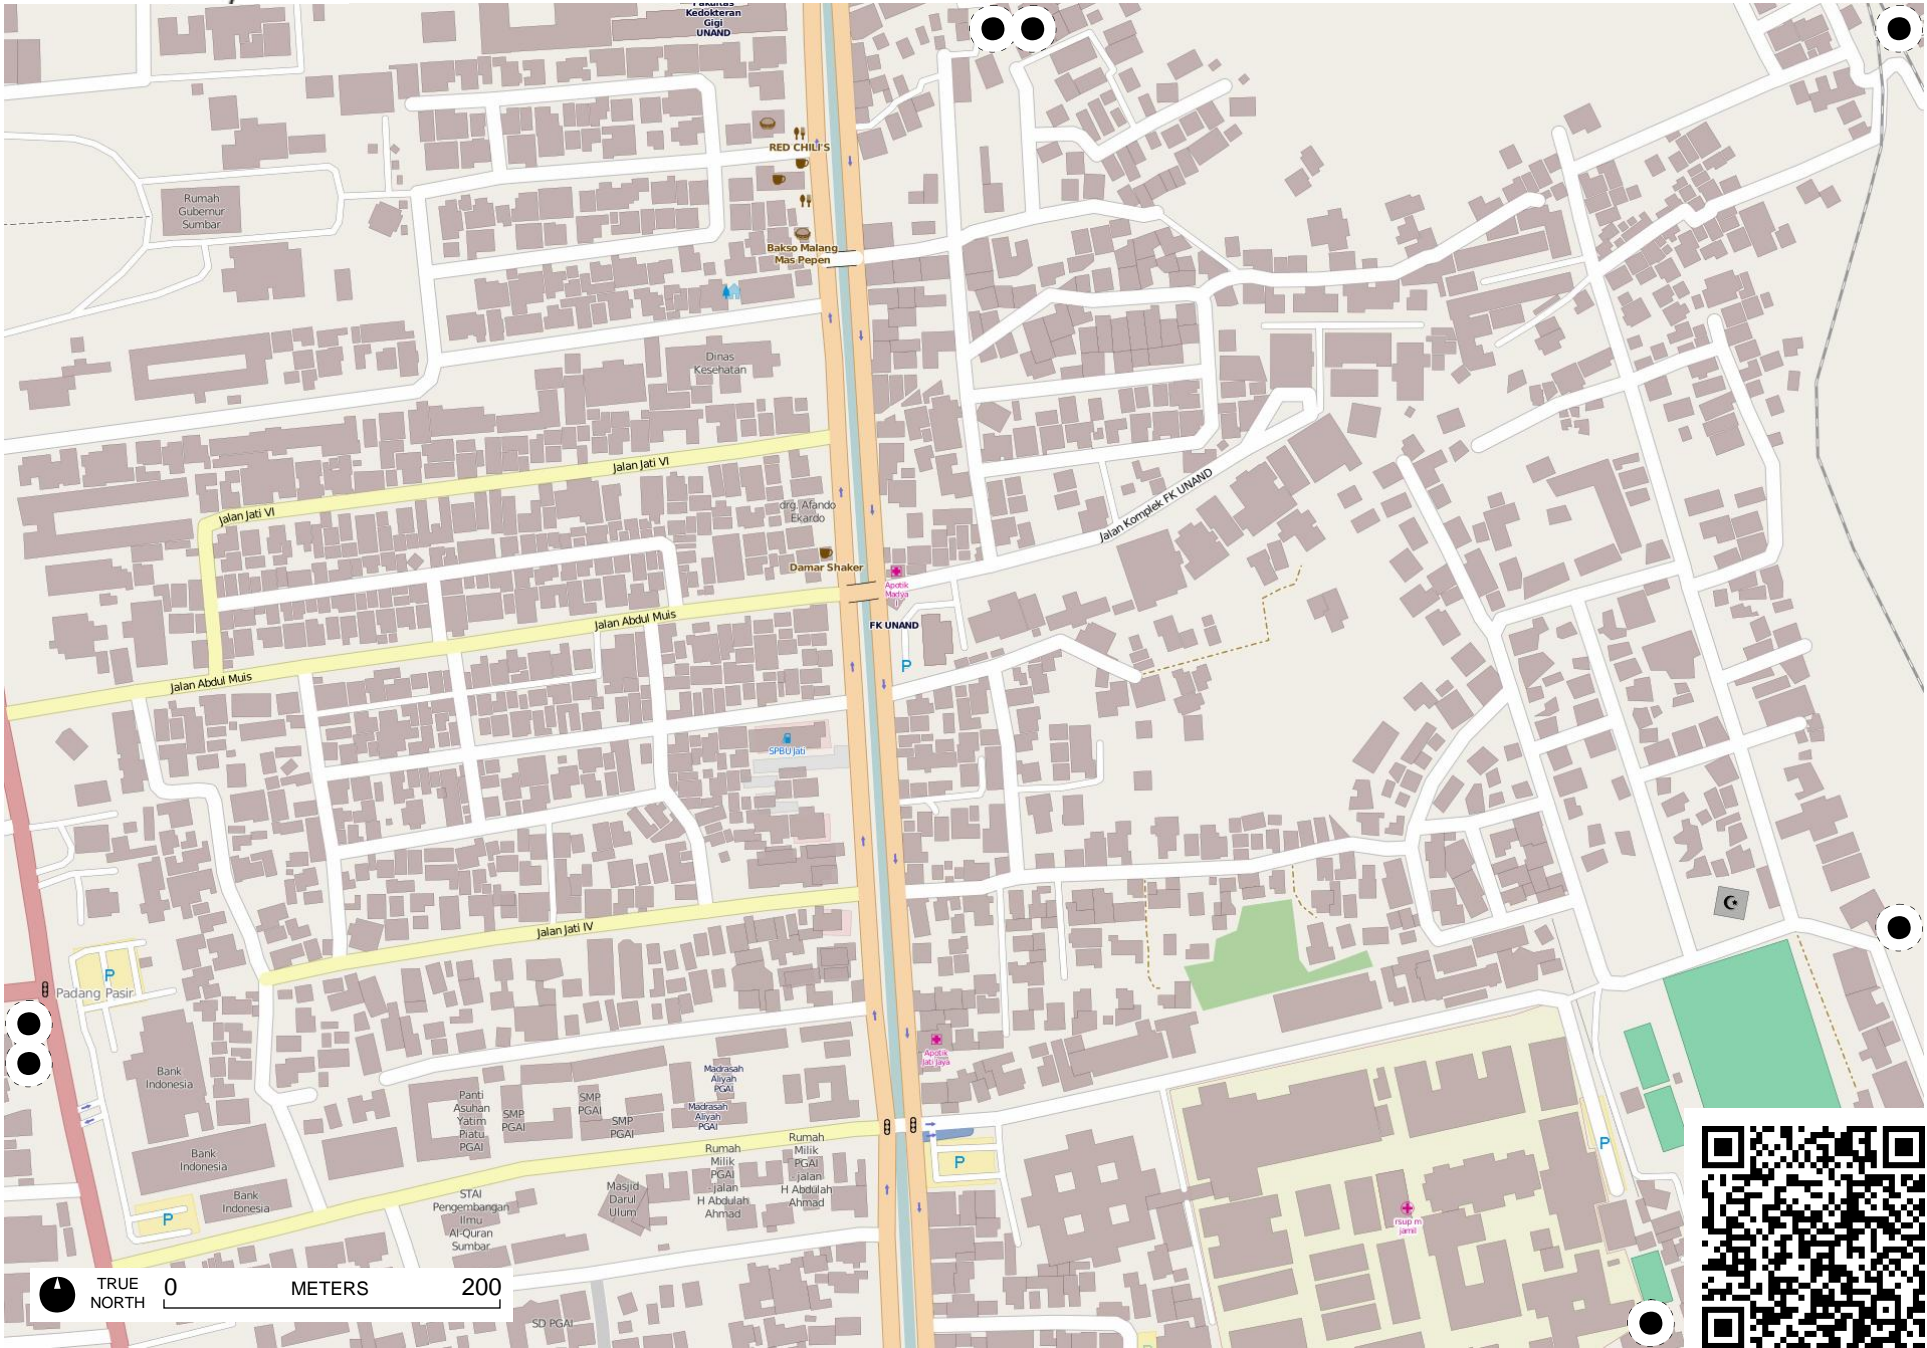 Fakultas
Kedokteran
Gigi
UNAND
RED CHILI'S
Rumah
Gubernur
Sumbar
Bakso Malang
Mas Pepen
Dinas
Kesehatan
Jalan Jati VI
Jalan Jati VI
drg. Afando
Ekardo
Jalan Komplek FK UNAND
Damar Shaker
Apotik
Madya
FK UNAND
Jalan Abdul Muis
Jalan Abdul Muis
P
SPBU Jati
Jalan Jati IV
P
Padang Pasir
Apotik
Jati Jaya
Bank
Indonesia
Madrasah
Aliyah
PGAI
Panti
Asuhan
Yatim
Piatu
PGAI
SMP
PGAI
SMP
PGAI
SMP
PGAI
Madrasah
Aliyah
PGAI
Bank
Indonesia
Rumah
Milik
PGAI
- jalan
H Abdulah
Ahmad
Rumah
Milik
PGAI
- jalan
H Abdulah
Ahmad
P
P
Bank
Indonesia
P
STAI
Pengembangan
Ilmu
Al-Quran
Sumbar
Masjid
Darul
Ulum
rsup m
jamil
TRUE
NORTH
0 METERS 200
SD PGAI
P